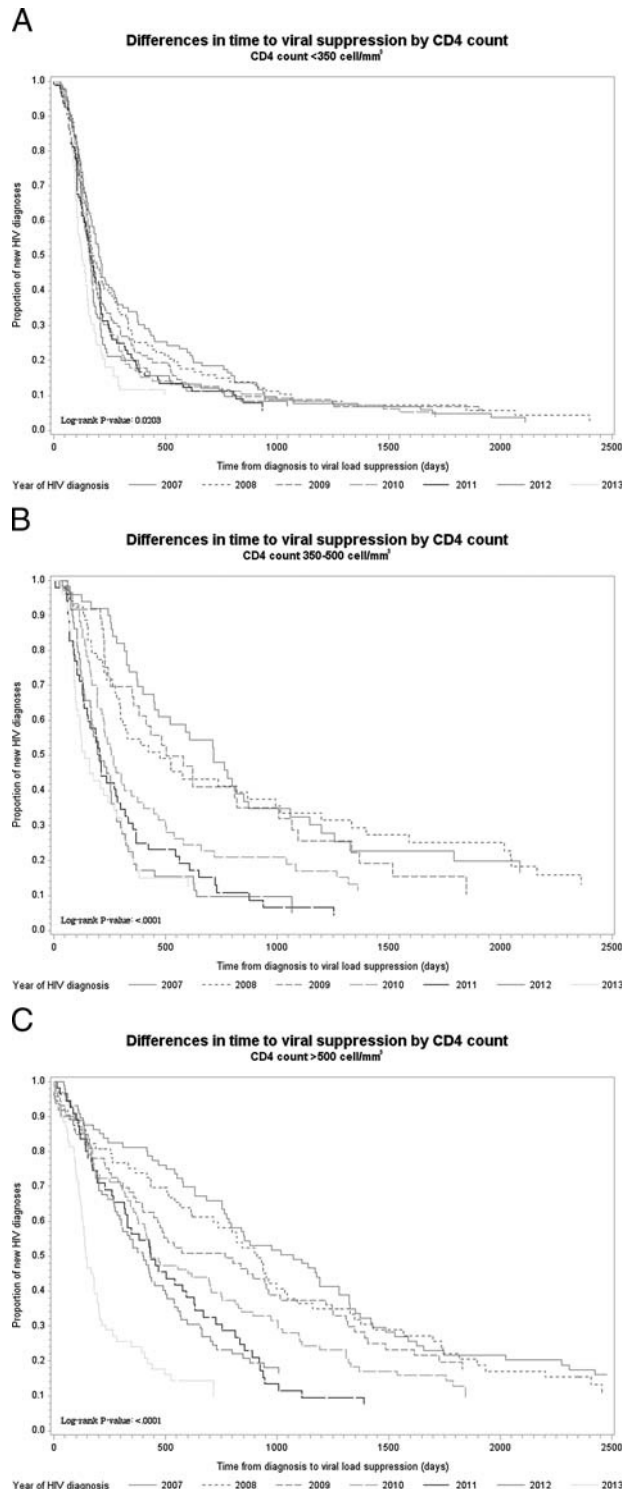 A
Differences in time to viral suppression by CD4 count
CD4 count <350 cell/mm³
1.0
0.9
0.8
0.7
0.6
0.5
0.4
0.3
0.2
0.1
0.0
Proportion of new HIV diagnoses
Log-rank P-value: 0.0203
0 500 1000 1500 2000 2500
Time from diagnosis to viral load suppression (days)
Year of HIV diagnosis 2007 2008 2009 2010 2011 2012 2013
B
Differences in time to viral suppression by CD4 count
CD4 count 350-500 cell/mm³
1.0
0.9
0.8
0.7
0.6
0.5
0.4
0.3
0.2
0.1
0.0
Proportion of new HIV diagnoses
Log-rank P-value: <.0001
0 500 1000 1500 2000 2500
Time from diagnosis to viral load suppression (days)
Year of HIV diagnosis 2007 2008 2009 2010 2011 2012 2013
C
Differences in time to viral suppression by CD4 count
CD4 count >500 cell/mm³
1.0
0.9
0.8
0.7
0.6
0.5
0.4
0.3
0.2
0.1
0.0
Proportion of new HIV diagnoses
Log-rank P-value: <.0001
0 500 1000 1500 2000 2500
Time from diagnosis to viral load suppression (days)
Year of HIV diagnosis 2007 2008 2009 2010 2011 2012 2013